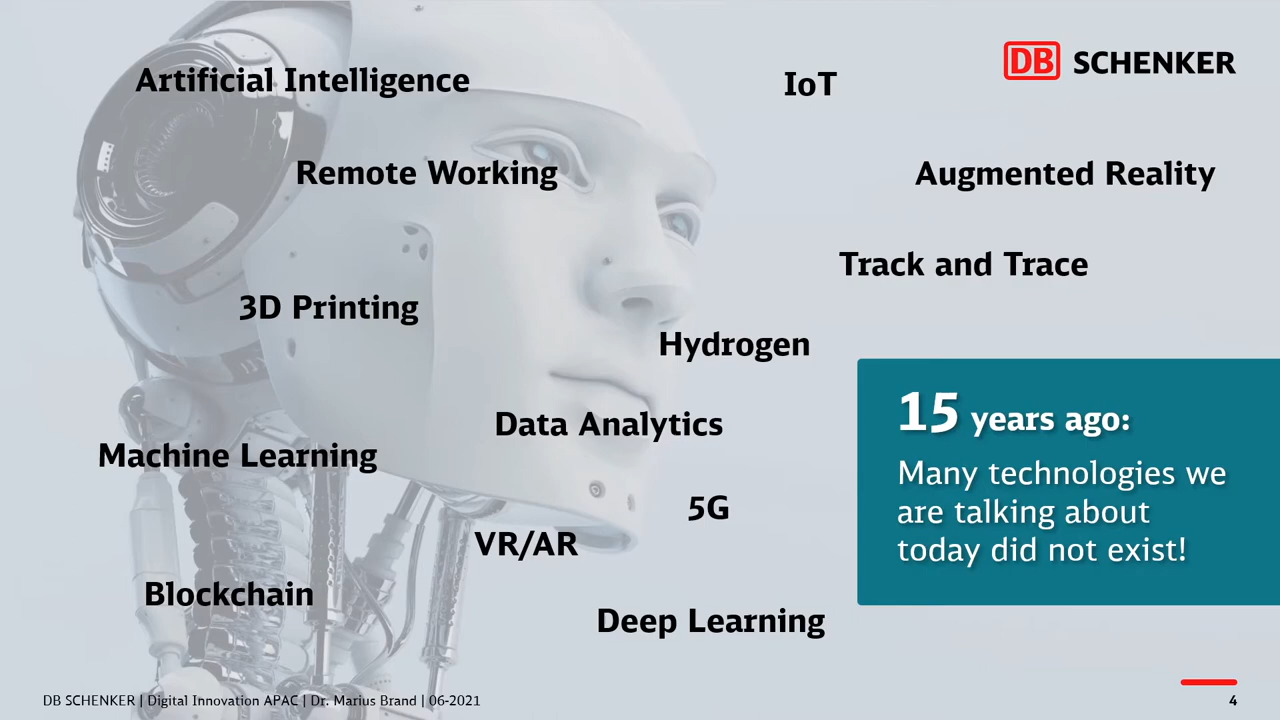 DB SCHENKER
Artificial Intelligence
IoT
Remote Working
Augmented Reality
Track and Trace
3D Printing
Hydrogen
Data Analytics
Machine Learning
5G
VR/AR
Blockchain
Deep Learning
15 years ago:
Many technologies we
are talking about
today did not exist!
DB SCHENKER | Digital Innovation APAC | Dr. Marius Brand | 06-2021
4